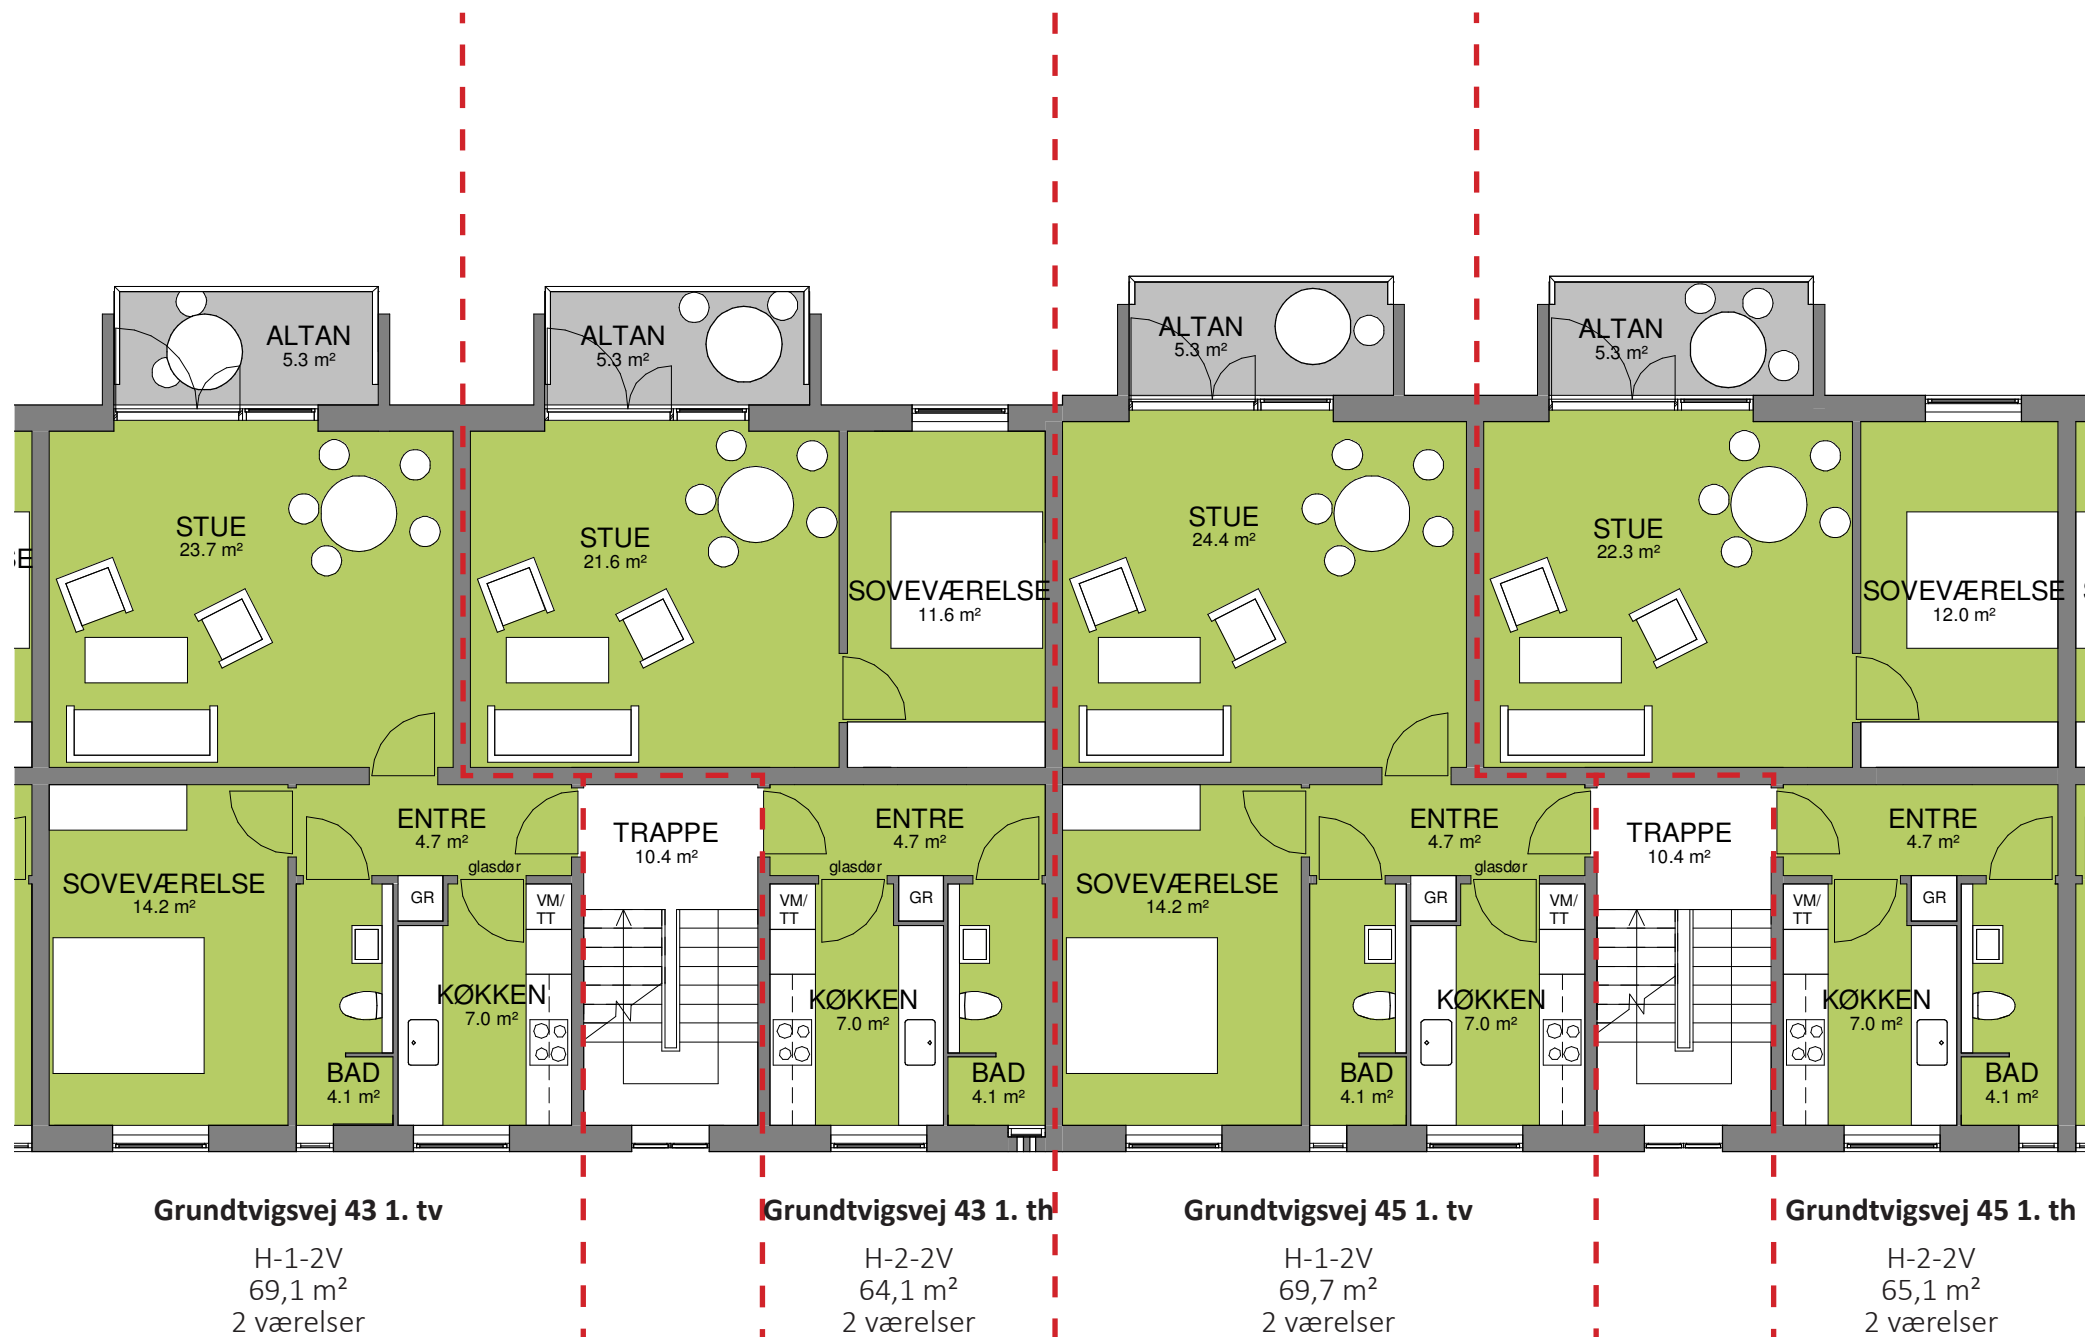 ALTAN
5.3 m²
ALTAN
5.3 m²
ALTAN
5.3 m²
ALTAN
5.3 m²
STUE
23.7 m²
STUE
21.6 m²
SOVEVÆRELSE
11.6 m²
STUE
24.4 m²
STUE
22.3 m²
SOVEVÆRELSE
12.0 m²
ENTRE
4.7 m²
glasdør
TRAPPE
10.4 m²
ENTRE
4.7 m²
glasdør
ENTRE
4.7 m²
glasdør
TRAPPE
10.4 m²
ENTRE
4.7 m²
SOVEVÆRELSE
14.2 m²
GR
VM/
TT
VM/
TT
GR
SOVEVÆRELSE
14.2 m²
GR
VM/
TT
VM/
TT
GR
KØKKEN
7.0 m²
KØKKEN
7.0 m²
KØKKEN
7.0 m²
KØKKEN
7.0 m²
BAD
4.1 m²
BAD
4.1 m²
BAD
4.1 m²
BAD
4.1 m²
Grundtvigsvej 43 1. tv
H-1-2V
69,1 m²
2 værelser
Grundtvigsvej 43 1. th
H-2-2V
64,1 m²
2 værelser
Grundtvigsvej 45 1. tv
H-1-2V
69,7 m²
2 værelser
Grundtvigsvej 45 1. th
H-2-2V
65,1 m²
2 værelser